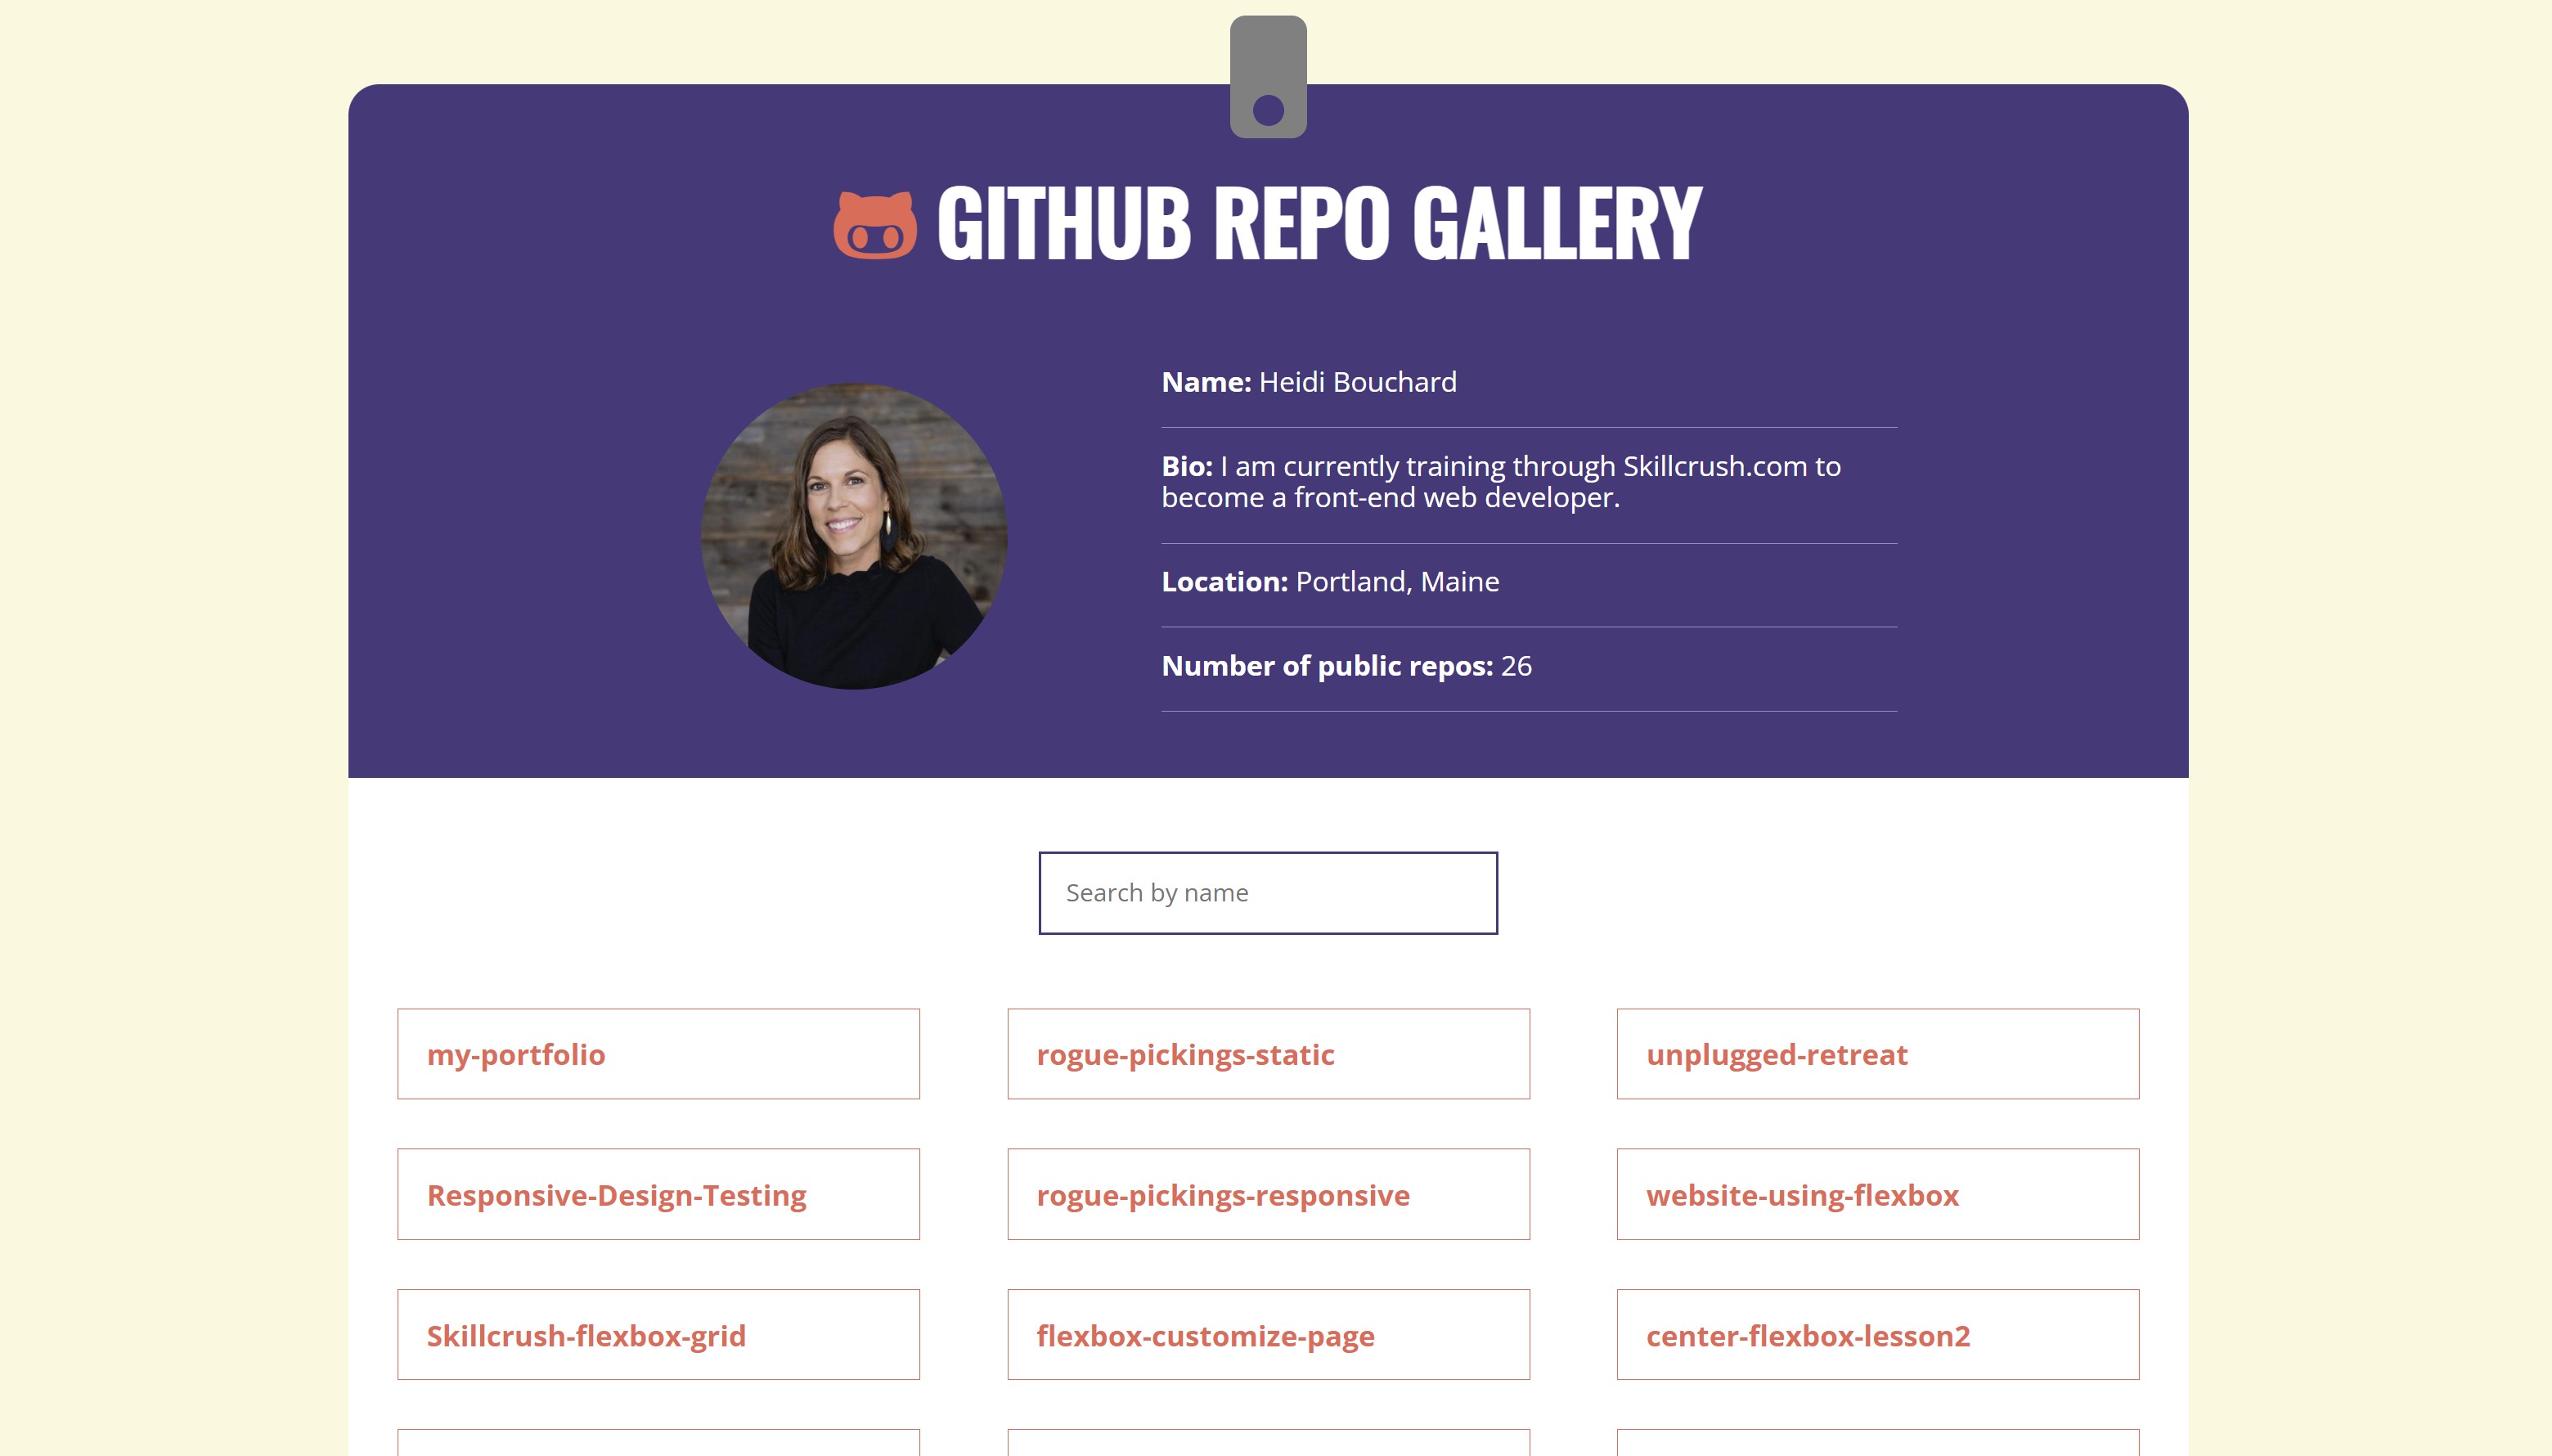 GITHUB REPO GALLERY
Name: Heidi Bouchard
Bio: I am currently training through Skillcrush.com to
become a front-end web developer.
Location: Portland, Maine
Number of public repos: 26
Search by name
my-portfolio
rogue-pickings-static
unplugged-retreat
Responsive-Design-Testing
rogue-pickings-responsive
website-using-flexbox
Skillcrush-flexbox-grid
flexbox-customize-page
center-flexbox-lesson2